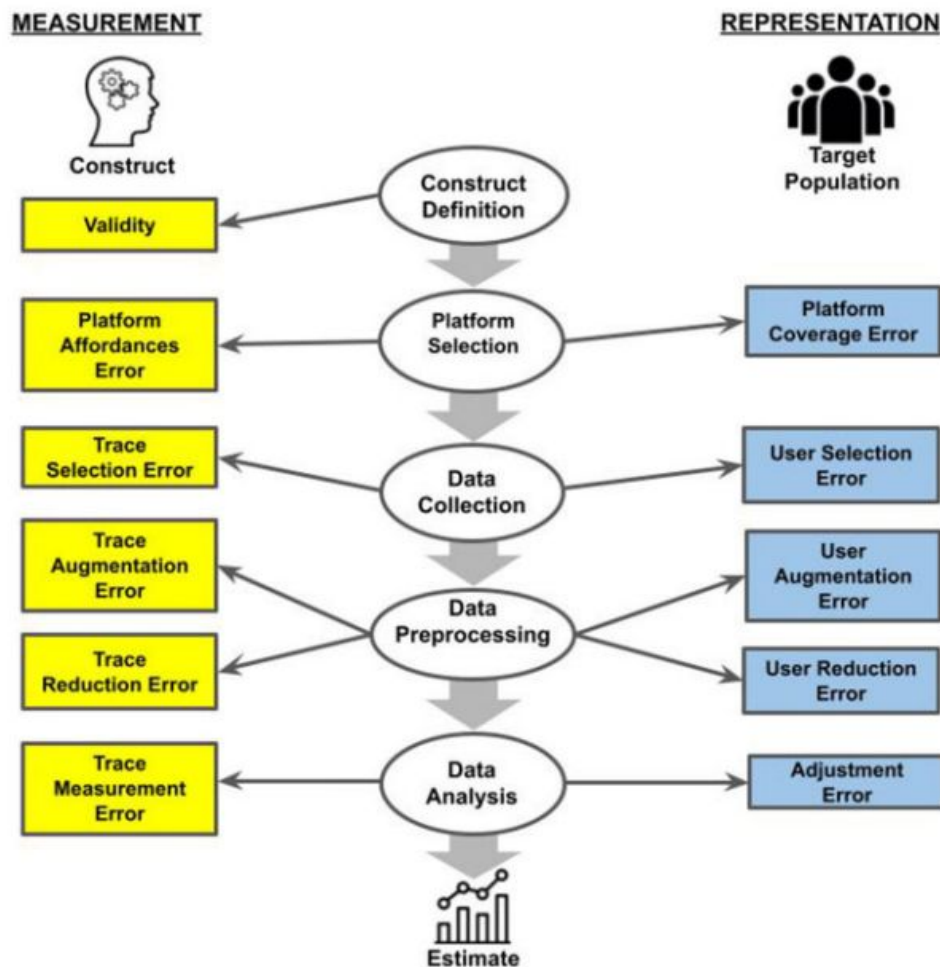 MEASUREMENT
REPRESENTATION
Construct
Target
Population
Construct
Definition
Validity
Platform
Affordances
Error
Platform
Selection
Platform
Coverage Error
Trace
Selection Error
Data
Collection
User Selection
Error
Trace
Augmentation
Error
Data
Preprocessing
User
Augmentation
Error
Trace
Reduction Error
User Reduction
Error
Trace
Measurement
Error
Data
Analysis
Adjustment
Error
Estimate